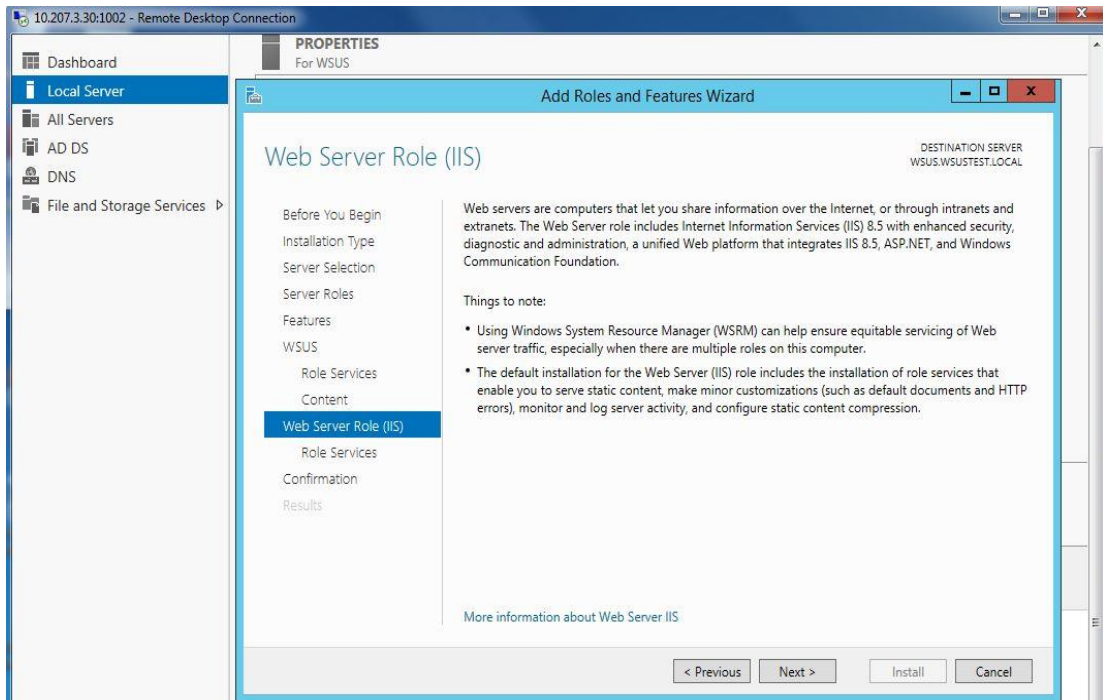 10.207.3.30:1002 - Remote Desktop Connection
Dashboard
Local Server
All Servers
AD DS
DNS
File and Storage Services
PROPERTIES
For WSUS
Add Roles and Features Wizard
Web Server Role (IIS)
DESTINATION SERVER
WSUS.WSUSTEST.LOCAL
Before You Begin
Installation Type
Server Selection
Server Roles
Features
WSUS
Role Services
Content
Web Server Role (IIS)
Role Services
Confirmation
Results
Web servers are computers that let you share information over the Internet, or through intranets and
extranets. The Web Server role includes Internet Information Services (IIS) 8.5 with enhanced security,
diagnostic and administration, a unified Web platform that integrates IIS 8.5, ASP.NET, and Windows
Communication Foundation.
Things to note:
• Using Windows System Resource Manager (WSRM) can help ensure equitable servicing of Web
server traffic, especially when there are multiple roles on this computer.
• The default installation for the Web Server (IIS) role includes the installation of role services that
enable you to serve static content, make minor customizations (such as default documents and HTTP
errors), monitor and log server activity, and configure static content compression.
More information about Web Server IIS
< Previous
Next >
Install
Cancel